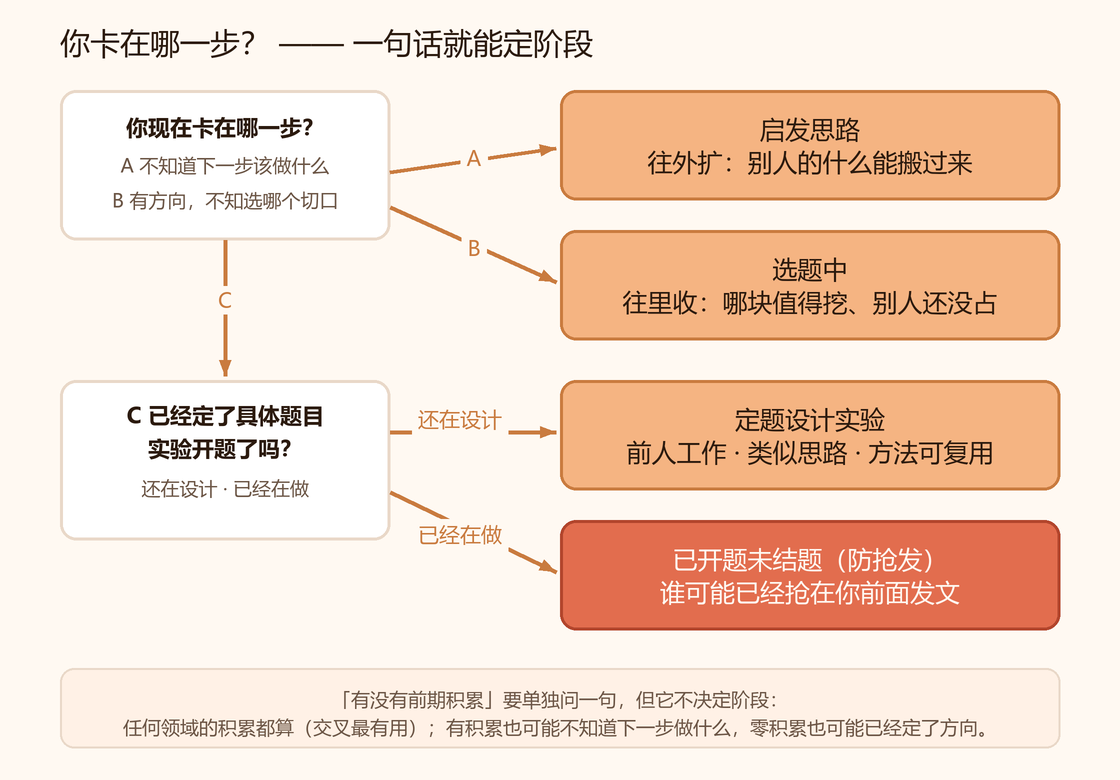 你卡在哪一步？ —— 一句话就能定阶段
你现在卡在哪一步？
A 不知道下一步该做什么
B 有方向，不知选哪个切口
A
启发思路
往外扩：别人的什么能搬过来
B
选题中
往里收：哪块值得挖、别人还没占
C
C 已经定了具体题目
实验开题了吗？
还在设计 · 已经在做
还在设计
定题设计实验
前人工作 · 类似思路 · 方法可复用
已经在做
已开题未结题（防抢发）
谁可能已经抢在你前面发文
「有没有前期积累」要单独问一句，但它不决定阶段：
任何领域的积累都算（交叉最有用）；有积累也可能不知道下一步做什么，零积累也可能已经定了方向。